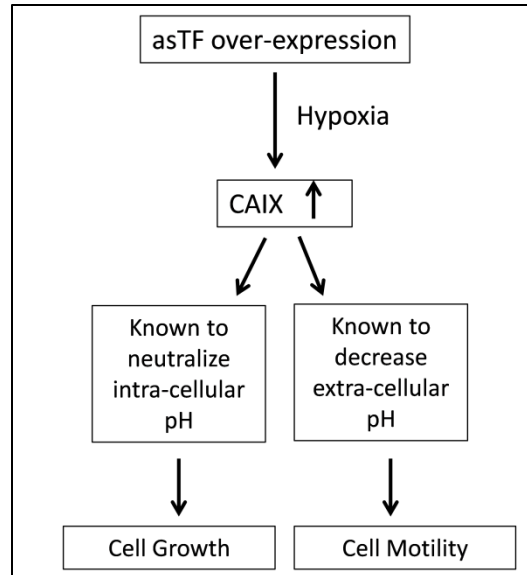 asTF over-expression
Hypoxia
CAIX
Known to
neutralize
intra-cellular
pH
Known to
decrease
extra-cellular
pH
Cell Growth
Cell Motility